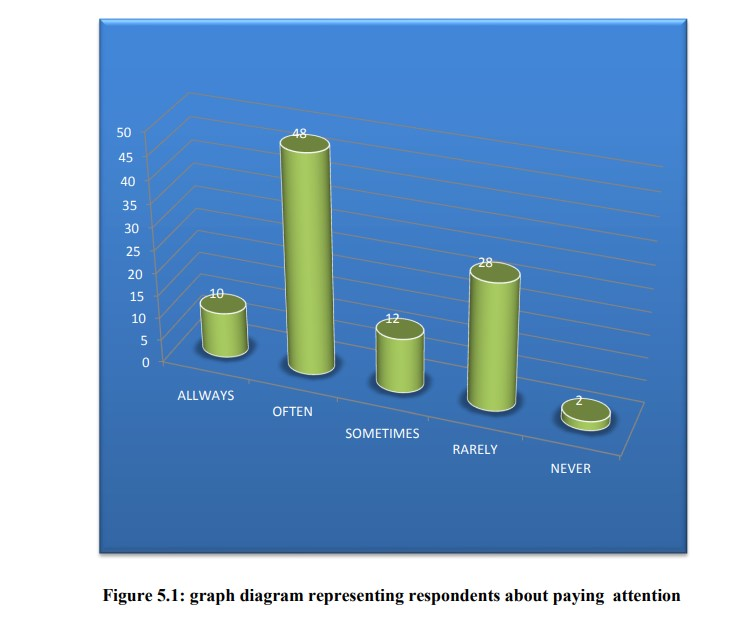 48
50
45
40
35
30
28
25
20
10
15
12
10
5
0
2
ALLWAYS
OFTEN
SOMETIMES
RARELY
NEVER
Figure 5.1: graph diagram representing respondents about paying attention